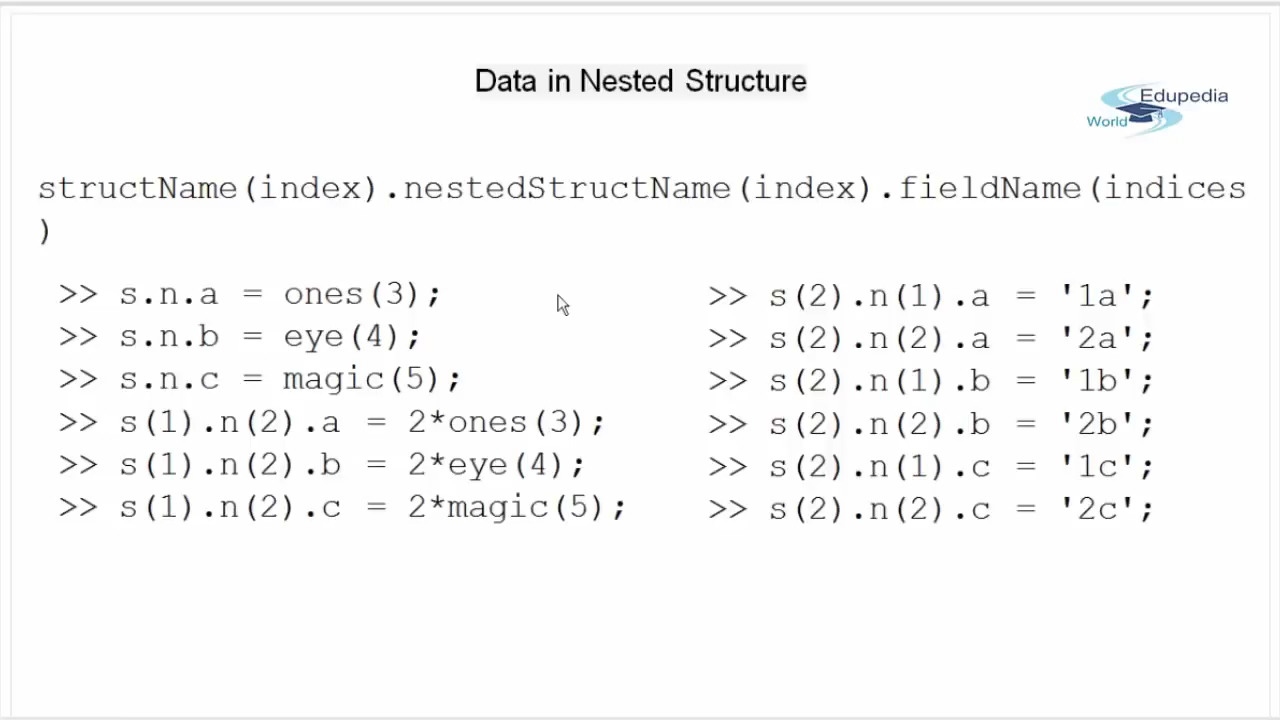 Data in Nested Structure
Edupedia
World
structName(index).nestedStructName(index).fieldName(indices
)
>> s.n.a = ones(3);
>> s.n.b = eye(4);
>> s.n.c = magic(5);
>> s(1).n(2).a = 2*ones(3);
>> s(1).n(2).b = 2*eye(4);
>> s(1).n(2).c = 2*magic(5);
>> s(2).n(1).a = '1a';
>> s(2).n(2).a = '2a';
>> s(2).n(1).b = '1b';
>> s(2).n(2).b = '2b';
>> s(2).n(1).c = '1c';
>> s(2).n(2).c = '2c';